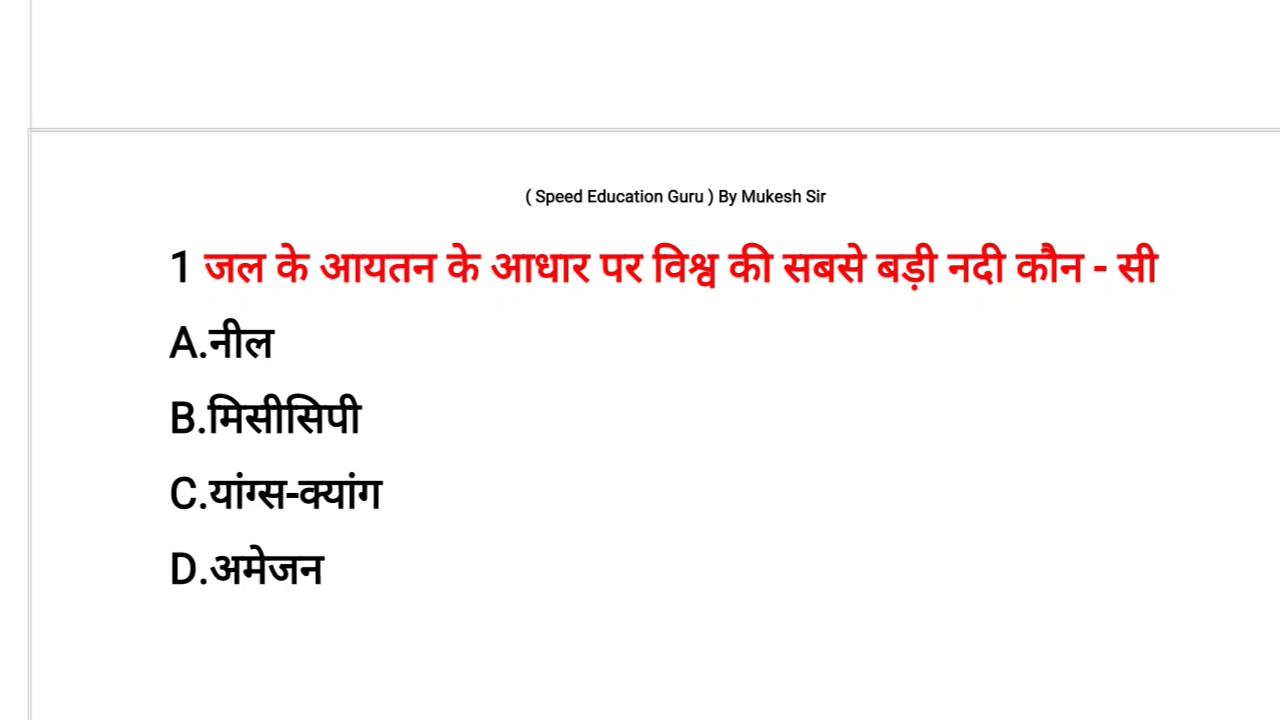 ( Speed Education Guru ) By Mukesh Sir
1 जल के आयतन के आधार पर विश्व की सबसे बड़ी नदी कौन - सी
A.नील
B.मिसीसिपी
C.यांग्स-क्यांग
D.अमेजन